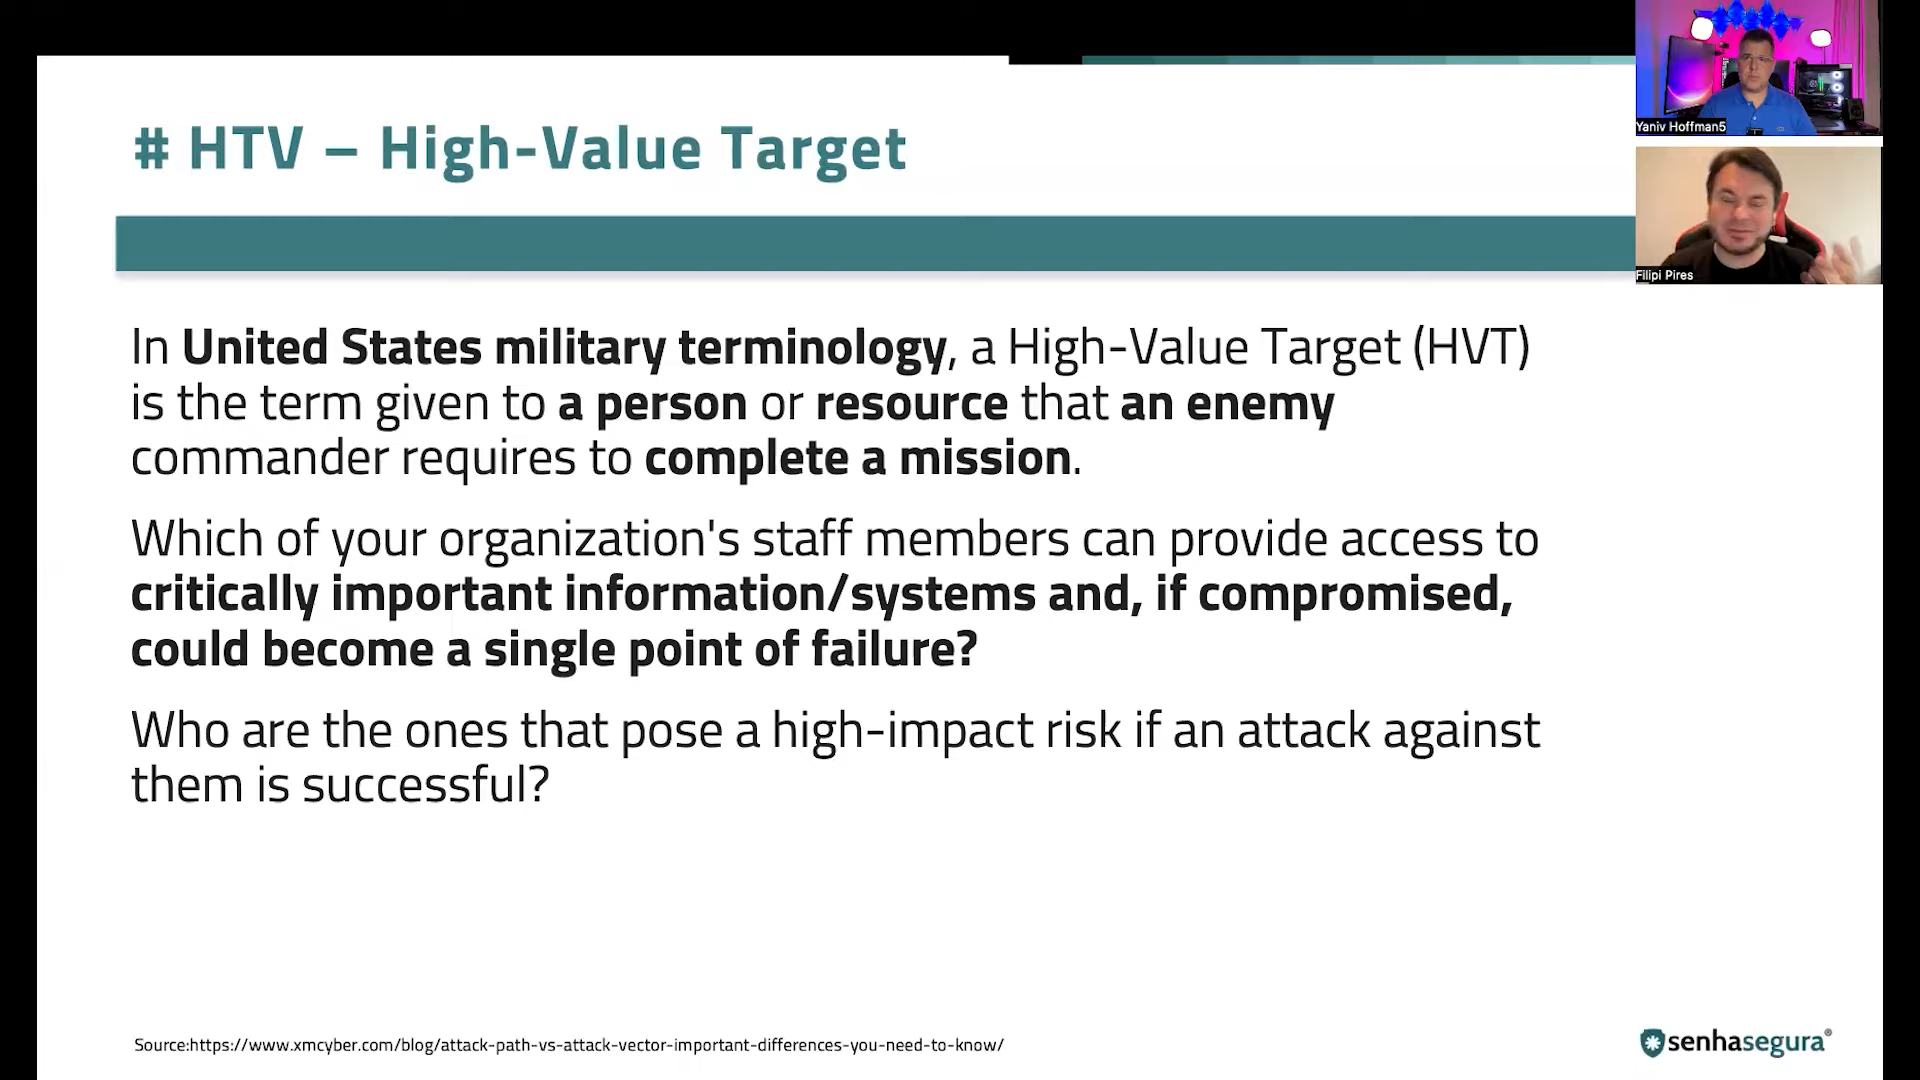 # HTV – High-Value Target
Yaniv Hoffman5
Filipi Pires
In United States military terminology, a High-Value Target (HVT)
is the term given to a person or resource that an enemy
commander requires to complete a mission.
Which of your organization's staff members can provide access to
critically important information/systems and, if compromised,
could become a single point of failure?
Who are the ones that pose a high-impact risk if an attack against
them is successful?
Source:https://www.xmcyber.com/blog/attack-path-vs-attack-vector-important-differences-you-need-to-know/
senhasegura®